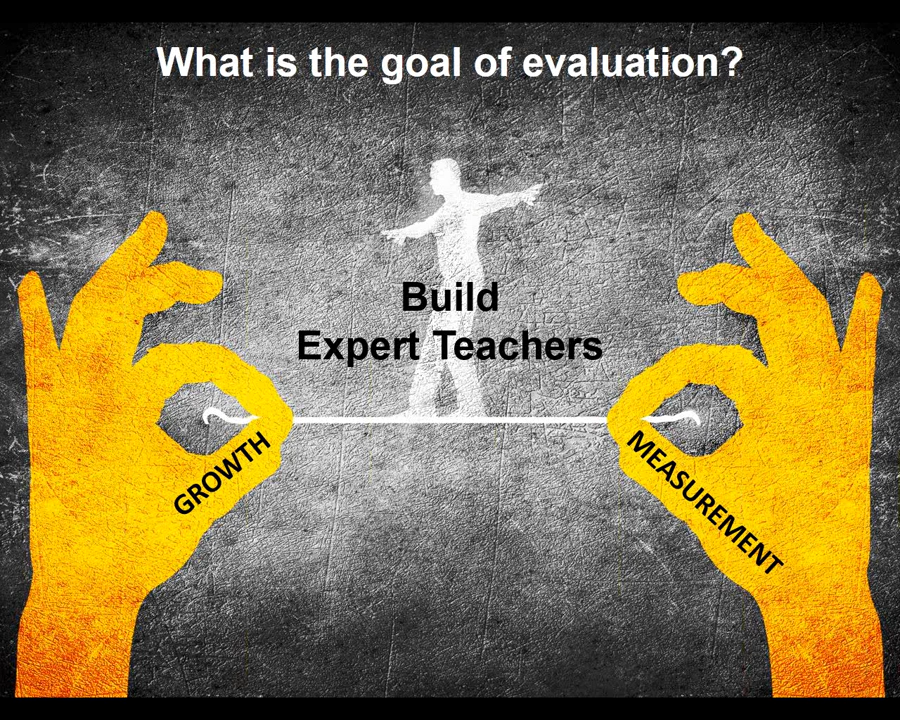 What is the goal of evaluation?
Build
Expert Teachers
GROWTH
MEASUREMENT